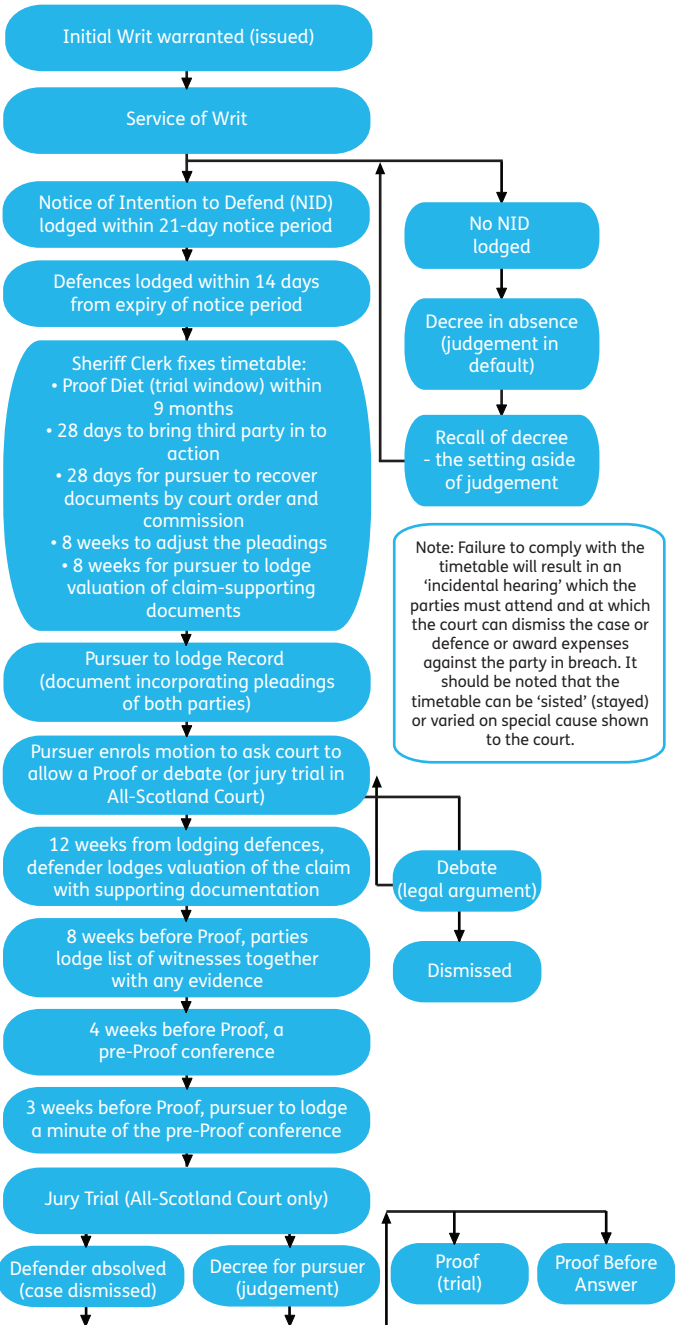 Initial Writ warranted (issued)
Service of Writ
Notice of Intention to Defend (NID)
lodged within 21-day notice period
No NID
lodged
Defences lodged within 14 days
from expiry of notice period
Decree in absence
(judgement in
default)
Sheriff Clerk fixes timetable:
• Proof Diet (trial window) within
9 months
• 28 days to bring third party in to
action
• 28 days for pursuer to recover
documents by court order and
commission
• 8 weeks to adjust the pleadings
• 8 weeks for pursuer to lodge
valuation of claim-supporting
documents
Recall of decree
- the setting aside
of judgement
Note: Failure to comply with the
timetable will result in an
‘incidental hearing’ which the
parties must attend and at which
the court can dismiss the case or
defence or award expenses
against the party in breach. It
should be noted that the
timetable can be ‘sisted’ (stayed)
or varied on special cause shown
to the court.
Pursuer to lodge Record
(document incorporating pleadings
of both parties)
Pursuer enrols motion to ask court to
allow a Proof or debate (or jury trial in
All-Scotland Court)
12 weeks from lodging defences,
defender lodges valuation of the claim
with supporting documentation
Debate
(legal argument)
Dismissed
8 weeks before Proof, parties
lodge list of witnesses together
with any evidence
4 weeks before Proof, a
pre-Proof conference
3 weeks before Proof, pursuer to lodge
a minute of the pre-Proof conference
Jury Trial (All-Scotland Court only)
Defender absolved
(case dismissed)
Decree for pursuer
(judgement)
Proof
(trial)
Proof Before
Answer